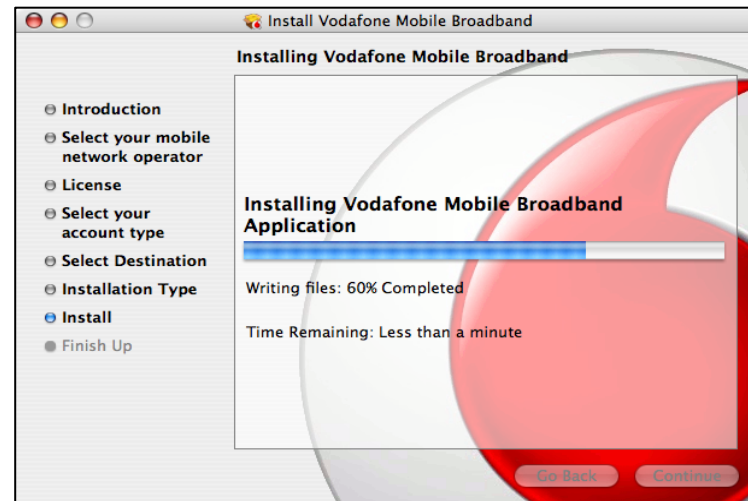 Install Vodafone Mobile Broadband
Installing Vodafone Mobile Broadband
Introduction
Select your mobile
network operator
License
Select your
account type
Select Destination
Installation Type
Install
Finish Up
Installing Vodafone Mobile Broadband
Application
Writing files: 60% Completed
Time Remaining: Less than a minute
Go Back
Continue